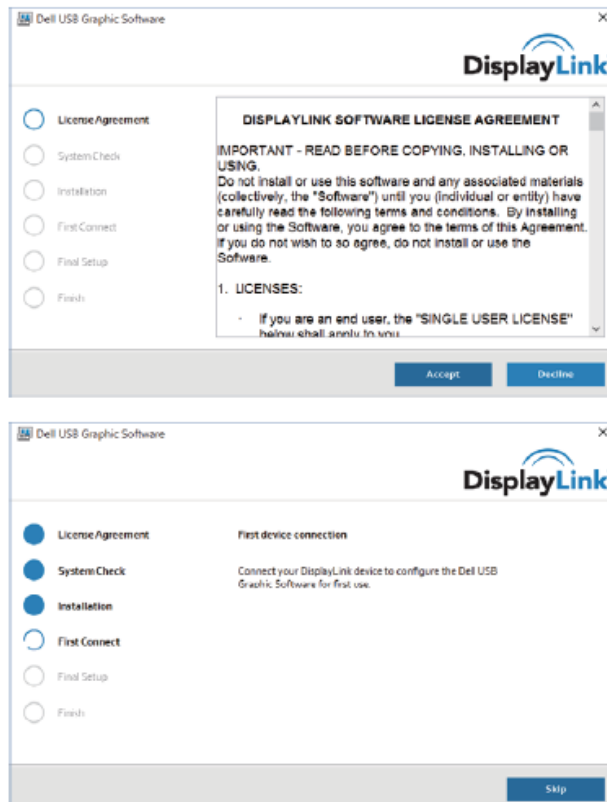 Dell USB Graphic Software
DisplayLink
License Agreement
System Check
Installation
First Connect
Final Setup
Finish
DISPLAYLINK SOFTWARE LICENSE AGREEMENT
IMPORTANT - READ BEFORE COPYING, INSTALLING OR
USING.
Do not install or use this software and any associated materials
(collectively, the "Software") until you (individual or entity) have
carefully read the following terms and conditions. By installing
or using the Software, you agree to the terms of this Agreement.
If you do not wish to so agree, do not install or use the
Software.
1. LICENSES:
· If you are an end user, the "SINGLE USER LICENSE"
below shall apply to you
Accept
Decline
Dell USB Graphic Software
DisplayLink
License Agreement
System Check
Installation
First Connect
Final Setup
Finish
First device connection
Connect your DisplayLink device to configure the Dell USB
Graphic Software for first use.
Skip